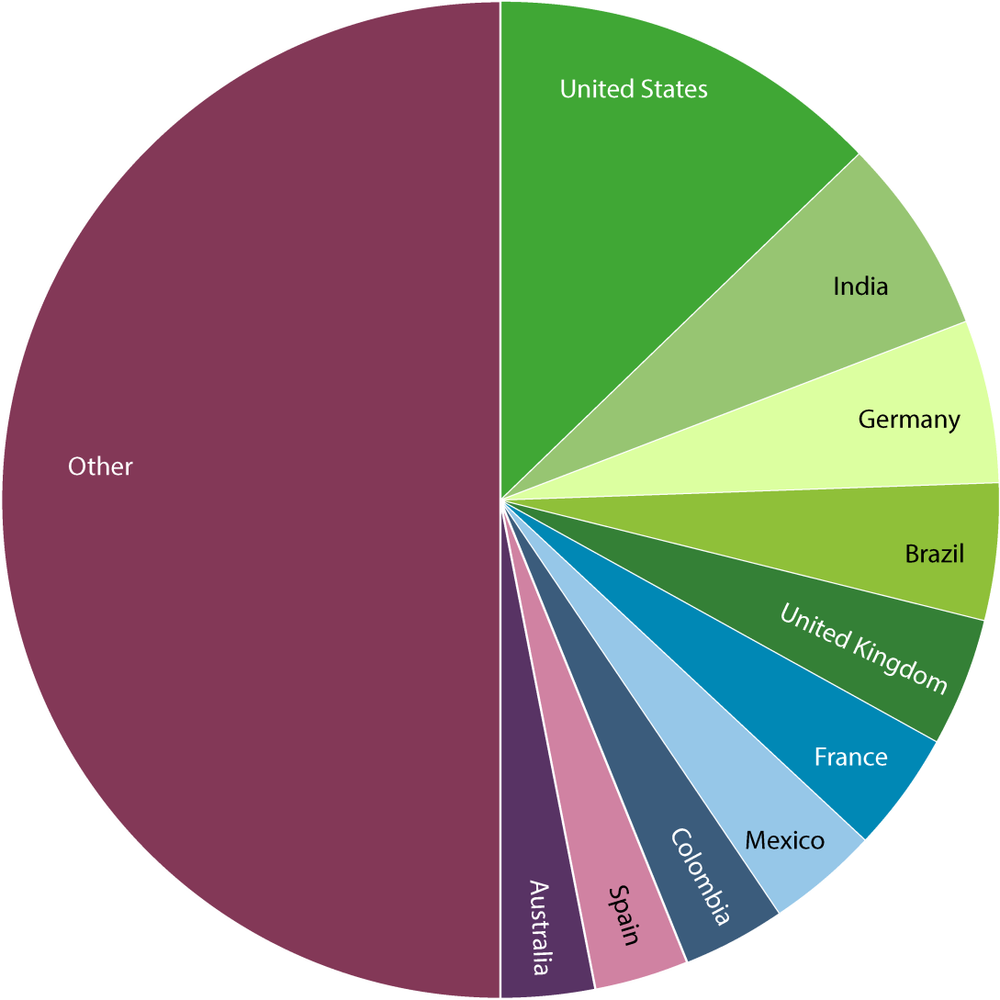 United States
India
Germany
Brazil
United Kingdom
France
Mexico
Colombia
Spain
Australia
Other